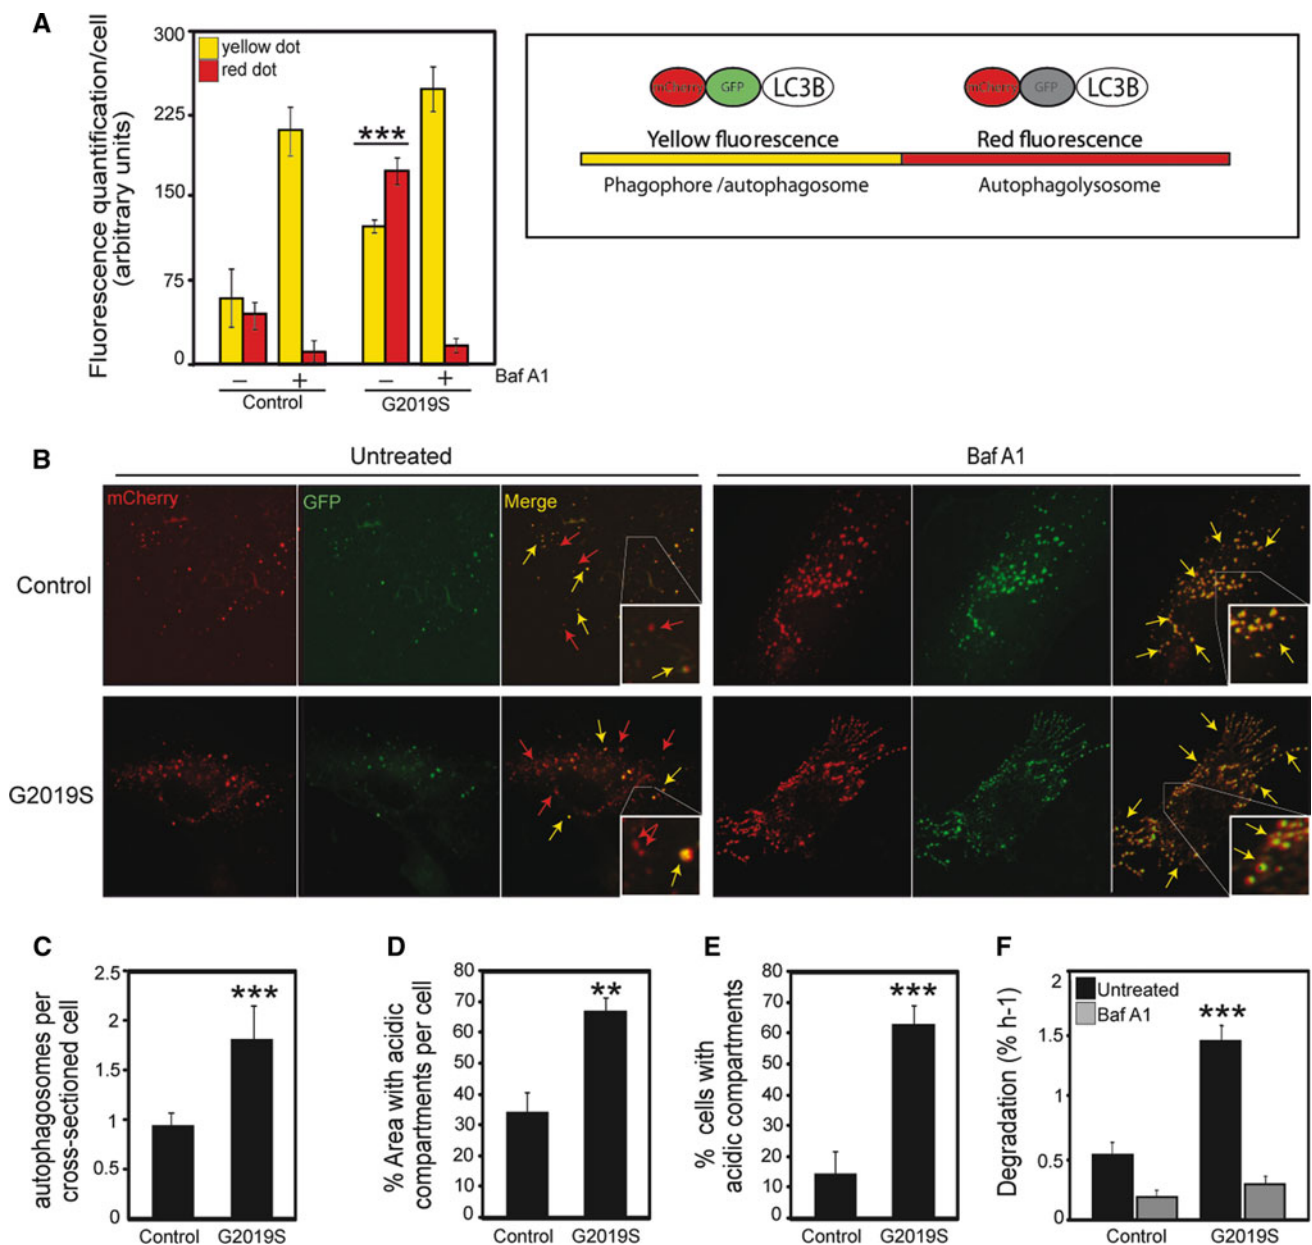 A
Fluorescence quantification/cell
(arbitrary units)
300
225
150
75
0
yellow dot
red dot
***
− + − + Baf A1
Control G2019S
mCherry GFP LC3B mCherry GFP LC3B
Yellow fluorescence Red fluorescence
Phagophore /autophagosome Autophagolysosome
B
Untreated Baf A1
mCherry GFP Merge
Control
G2019S
C
autophagosomes per
cross-sectioned cell
2.5
2
1.5
1
0.5
0
***
Control G2019S
D
% Area with acidic
compartments per cell
80
70
60
50
40
30
20
10
0
**
Control G2019S
E
% cells with
acidic compartments
80
70
60
50
40
30
20
10
0
***
Control G2019S
F
Degradation (% h-1)
2
1.5
1
0.5
0
Untreated
Baf A1
***
Control G2019S